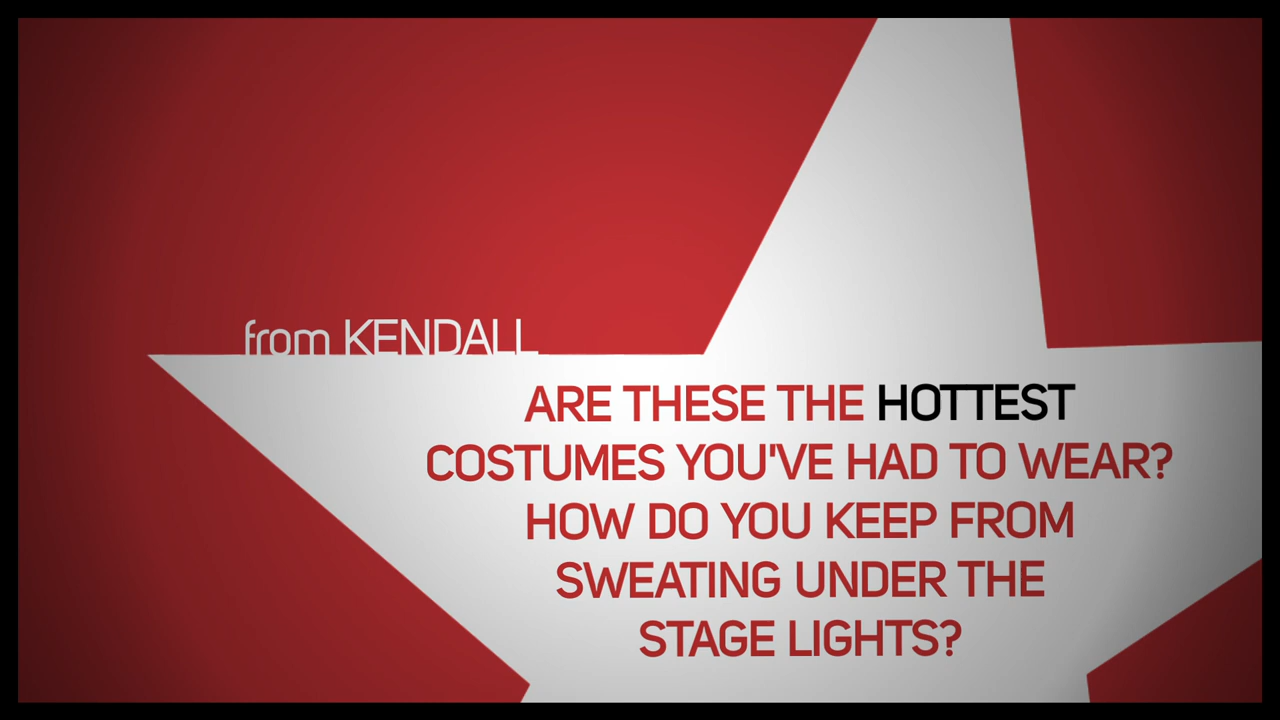 from KENDALL
ARE THESE THE HOTTEST
COSTUMES YOU'VE HAD TO WEAR?
HOW DO YOU KEEP FROM
SWEATING UNDER THE
STAGE LIGHTS?